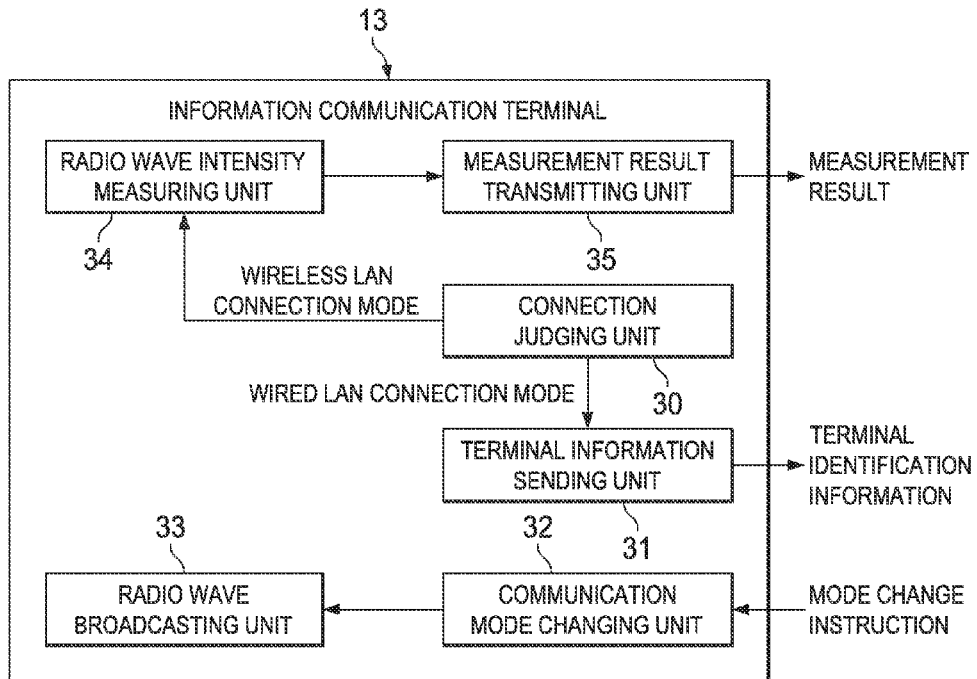 13
INFORMATION COMMUNICATION TERMINAL
RADIO WAVE INTENSITY
MEASURING UNIT
34
MEASUREMENT RESULT
TRANSMITTING UNIT
35
MEASUREMENT
RESULT
WIRELESS LAN
CONNECTION MODE
CONNECTION
JUDGING UNIT
30
WIRED LAN CONNECTION MODE
TERMINAL INFORMATION
SENDING UNIT
31
TERMINAL
IDENTIFICATION
INFORMATION
33
RADIO WAVE
BROADCASTING UNIT
32
COMMUNICATION
MODE CHANGING UNIT
MODE CHANGE
INSTRUCTION